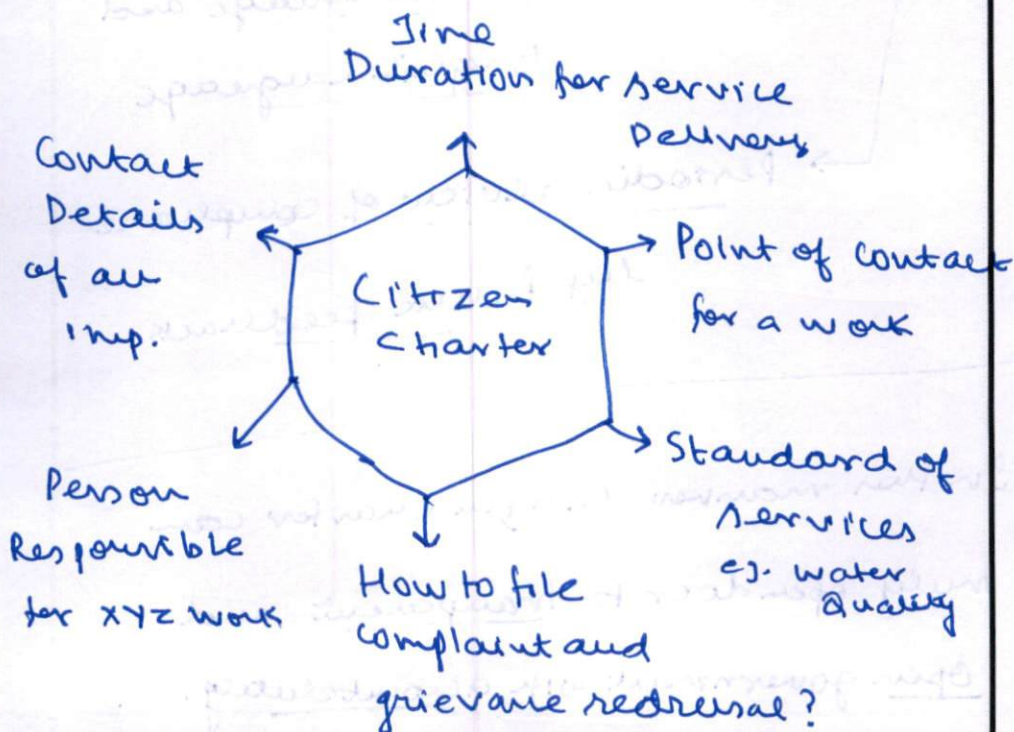 Time
Duration for service
Delivery
Contact
Details
of all
imp.
Citizen
Charter
Point of contact
for a work
Standard of
services
eg. water
Quality
Person
Responsible
for XYZ work
How to file
complaint and
grievance redressal?